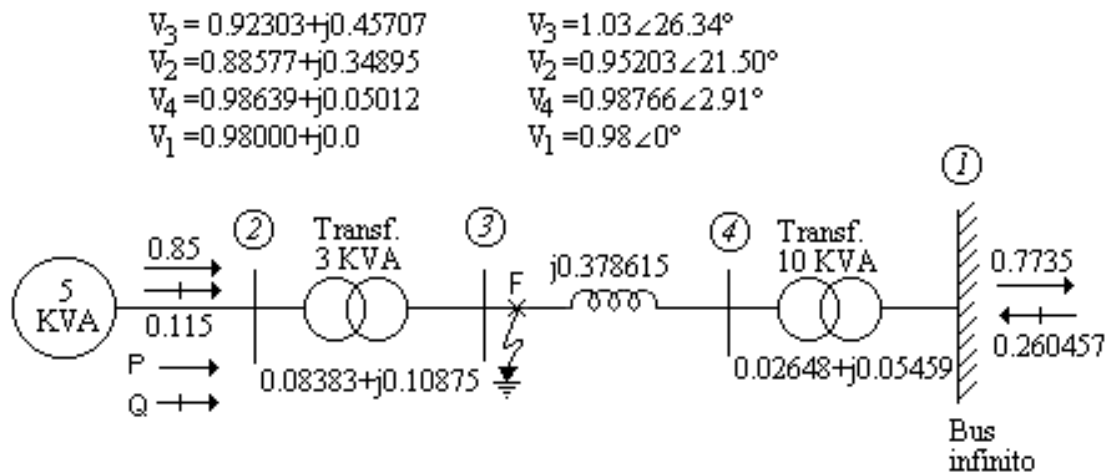 V3 = 0.92303+j0.45707
V2 =0.88577+j0.34895
V4 =0.98639+j0.05012
V1 =0.98000+j0.0
V3 =1.03∠26.34°
V2 =0.95203∠21.50°
V4 =0.98766∠2.91°
V1 =0.98∠0°
1
2
3
4
5
KVA
0.85
0.115
P
Q
Transf.
3 KVA
0.08383+j0.10875
F
j0.378615
Transf.
10 KVA
0.02648+j0.05459
0.7735
0.260457
Bus
infinito